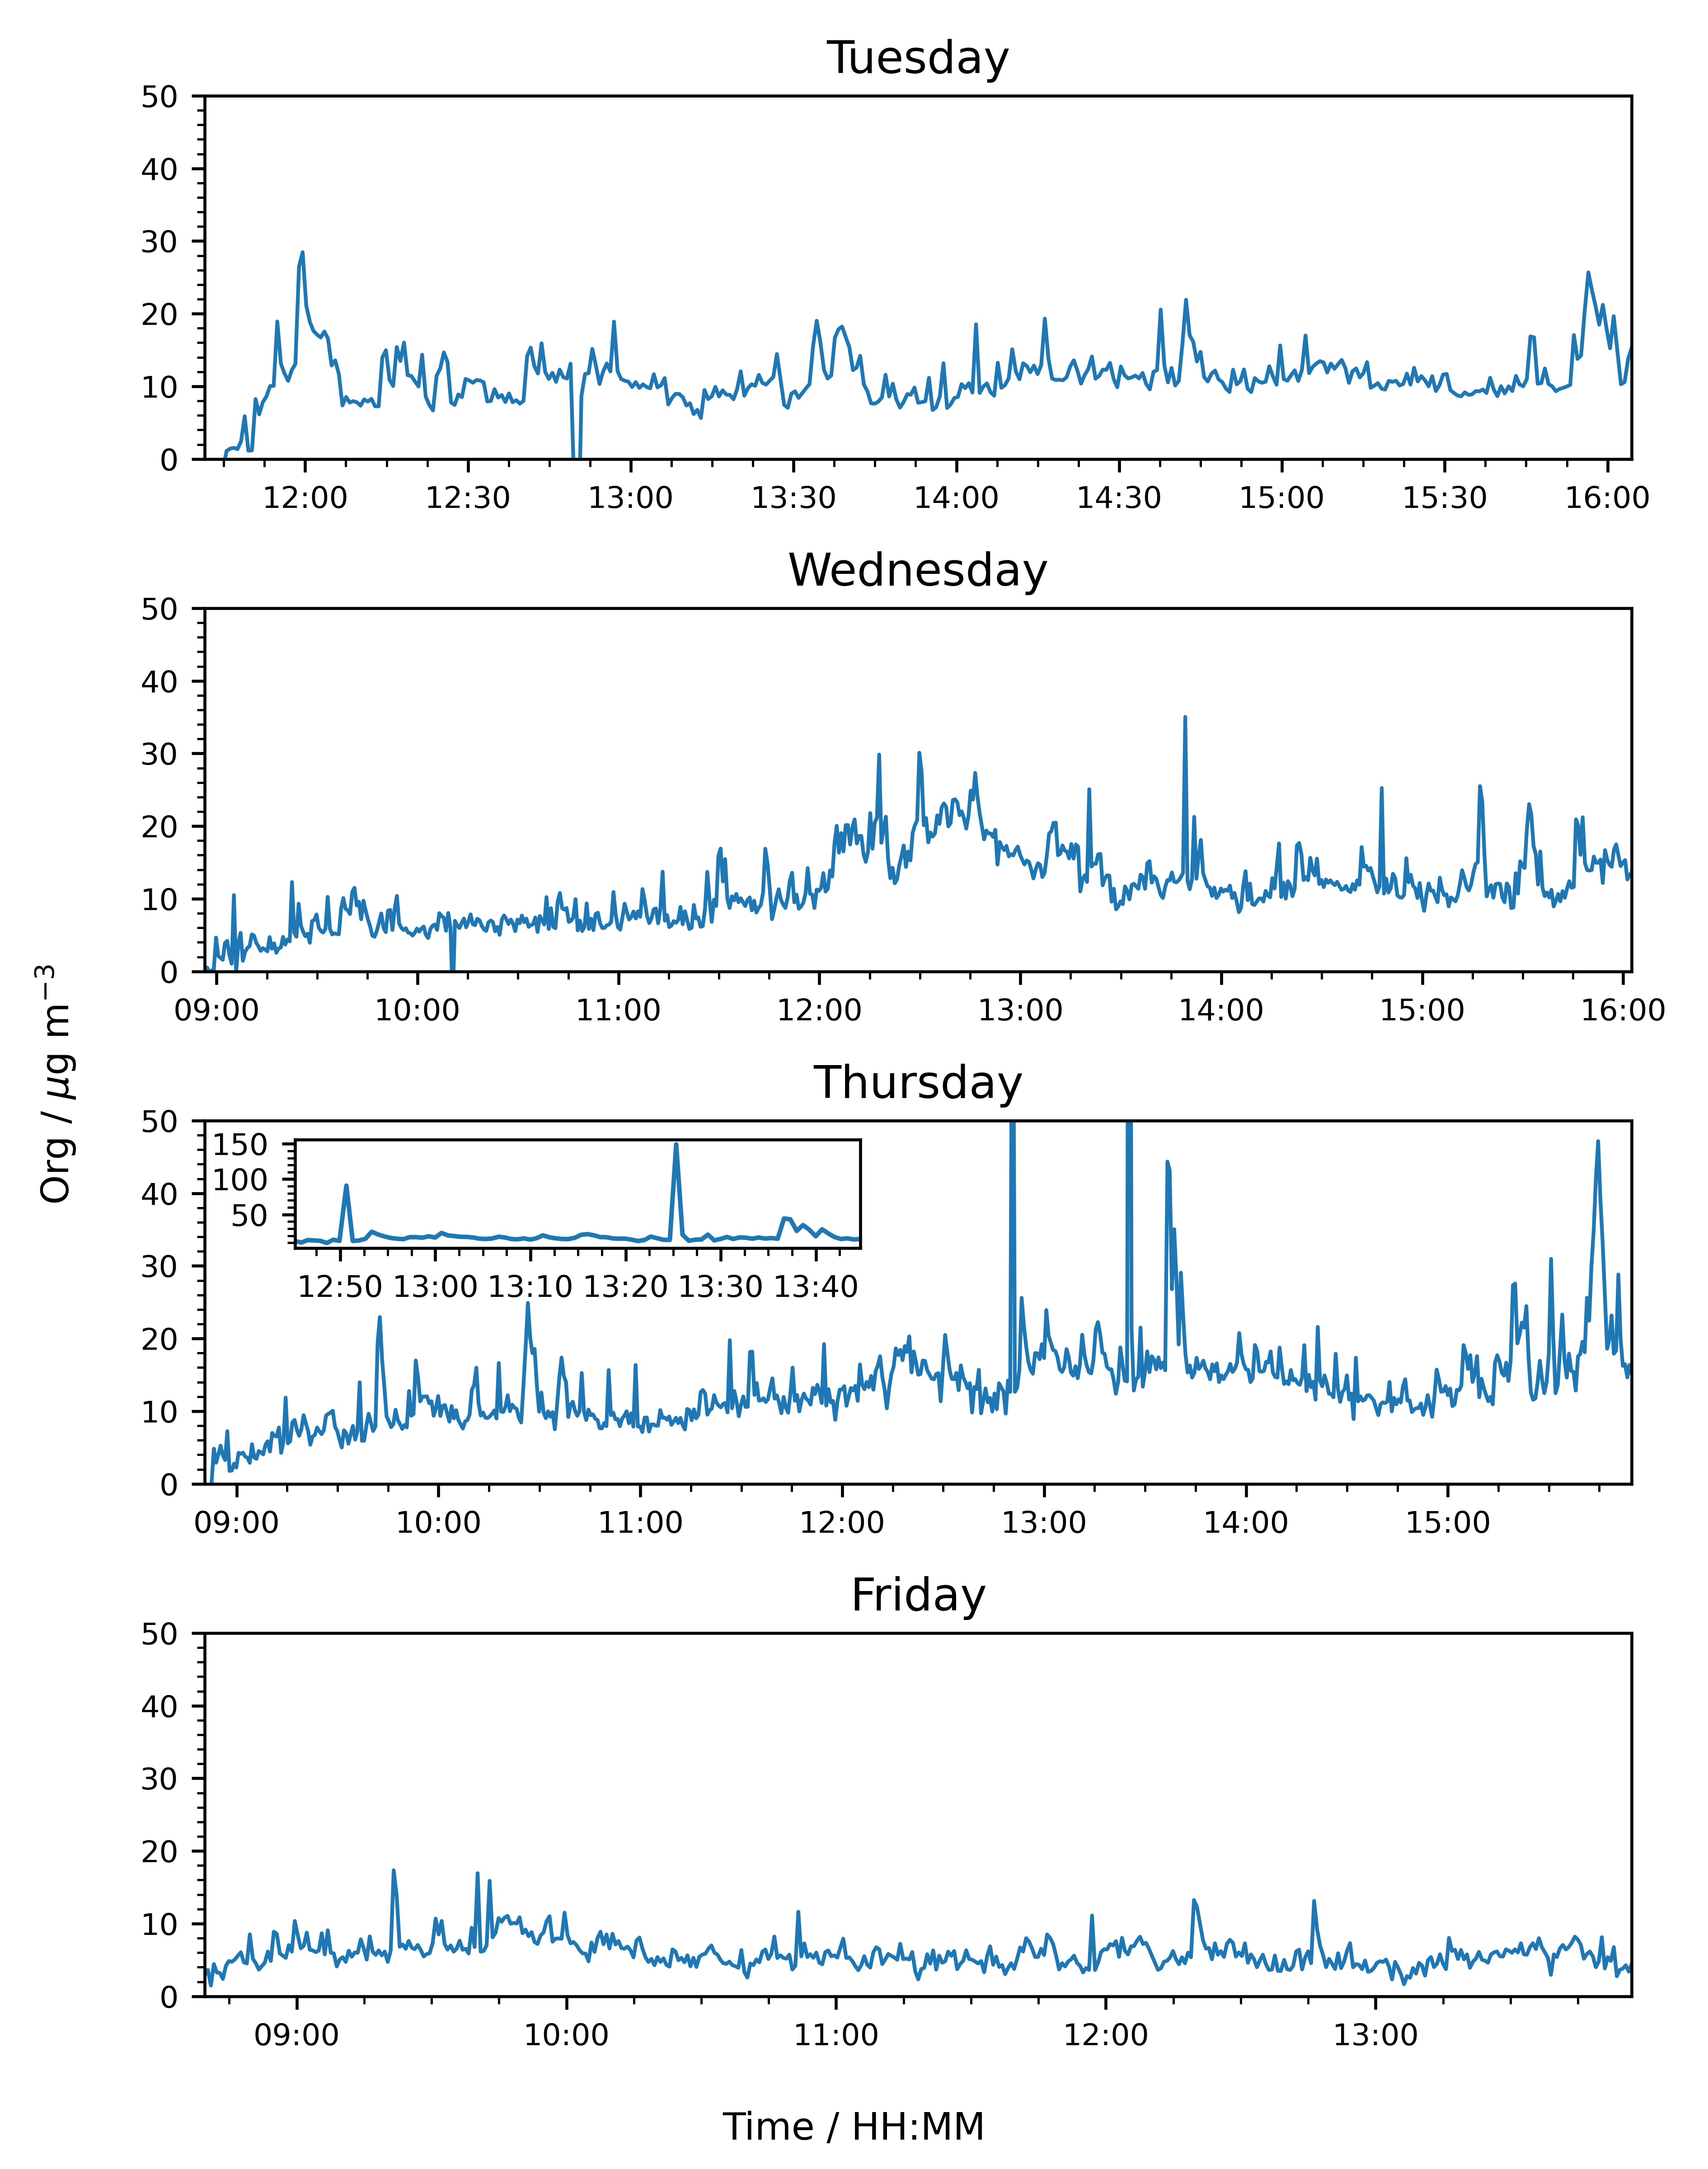 Tuesday
50
40
30
20
10
0
12:00 12:30 13:00 13:30 14:00 14:30 15:00 15:30 16:00
Wednesday
50
40
30
20
10
0
09:00 10:00 11:00 12:00 13:00 14:00 15:00 16:00
Org / μg m⁻³
Thursday
50
40
30
20
10
0
150
100
50
12:50 13:00 13:10 13:20 13:30 13:40
09:00 10:00 11:00 12:00 13:00 14:00 15:00
Friday
50
40
30
20
10
0
09:00 10:00 11:00 12:00 13:00
Time / HH:MM